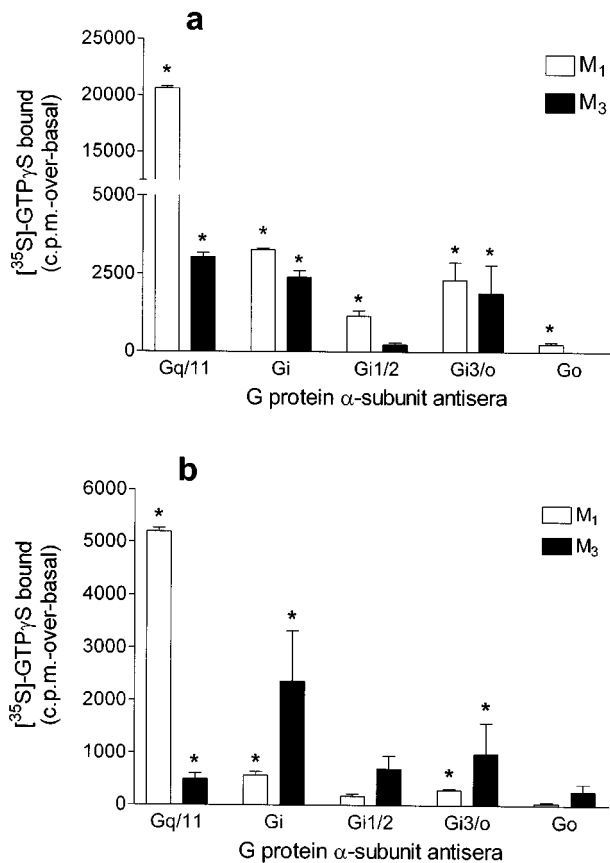 a
[³⁵S]-GTPγS bound
(c.p.m.-over-basal)
25000
20000
15000
5000
2500
0
M₁
M₃
* * * * * * * *
Gq/11 Gi Gi1/2 Gi3/o Go
G protein α-subunit antisera
b
[³⁵S]-GTPγS bound
(c.p.m.-over-basal)
6000
5000
4000
3000
2000
1000
0
M₁
M₃
* * * * * *
Gq/11 Gi Gi1/2 Gi3/o Go
G protein α-subunit antisera